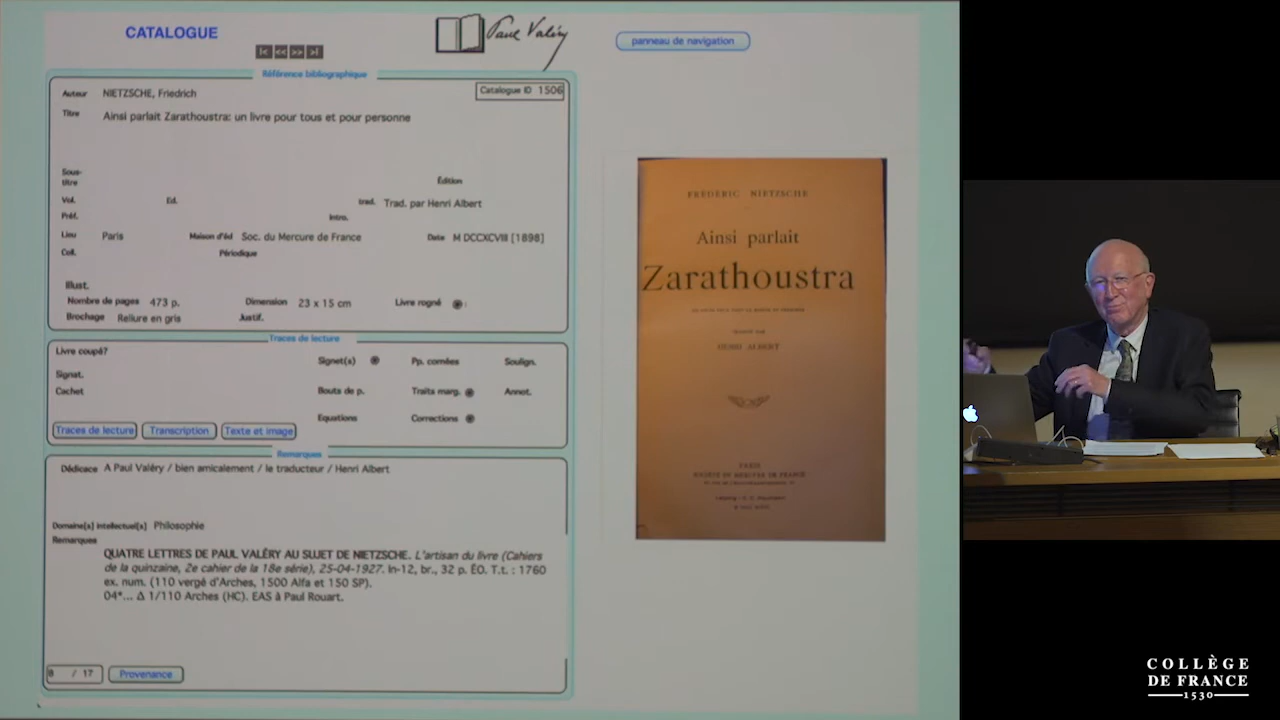 CATALOGUE
Paul Valéry
panneau de navigation
|< << >> >|
Référence bibliographique
Auteur NIETZSCHE, Friedrich
Catalogue ID 1506
Titre Ainsi parlait Zarathoustra: un livre pour tous et pour personne
Sous-
titre
Édition
Vol. Ed. trad. Trad. par Henri Albert
Préf. Intro.
Lieu Paris Maison d'éd Soc. du Mercure de France Date M DCCXCVIII [1898]
Coll. Périodique
Illust.
Nombre de pages 473 p. Dimension 23 x 15 cm Livre rogné :
Brochage Reliure en gris Justif.
Traces de lecture
Livre coupé?
Signet(s) Pp. cornées Soulign.
Signat.
Cachet Bouts de p. Traits marg. Annot.
Equations Corrections
Traces de lecture Transcription Texte et image
Remarques
Dédicace A Paul Valéry / bien amicalement / le traducteur / Henri Albert
Domaine(s) intellectuel(s) Philosophie
Remarques
QUATRE LETTRES DE PAUL VALÉRY AU SUJET DE NIETZSCHE. L'artisan du livre (Cahiers
de la quinzaine, 2e cahier de la 18e série), 25-04-1927. In-12, br., 32 p. ÉO. T.t. : 1760
ex. num. (110 vergé d'Arches, 1500 Alfa et 150 SP).
04*... Δ 1/110 Arches (HC). EAS à Paul Rouart.
8 / 17 Provenance
FRÉDÉRIC NIETZSCHE
Ainsi parlait
Zarathoustra
HENRI ALBERT
PARIS
SOCIÉTÉ DU MERCVRE DE FRANCE
COLLÈGE
DE FRANCE
1530